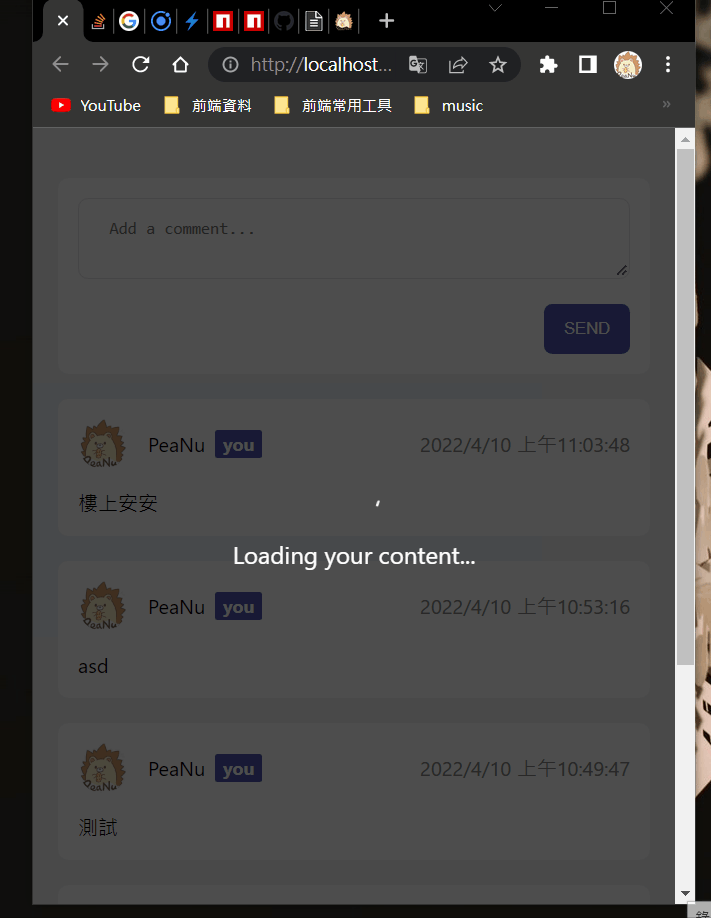 http://localhost...
YouTube
前端資料
前端常用工具
music
»
Add a comment...
SEND
PeaNu you 2022/4/10 上午11:03:48
樓上安安
Loading your content...
PeaNu you 2022/4/10 上午10:53:16
asd
PeaNu you 2022/4/10 上午10:49:47
測試